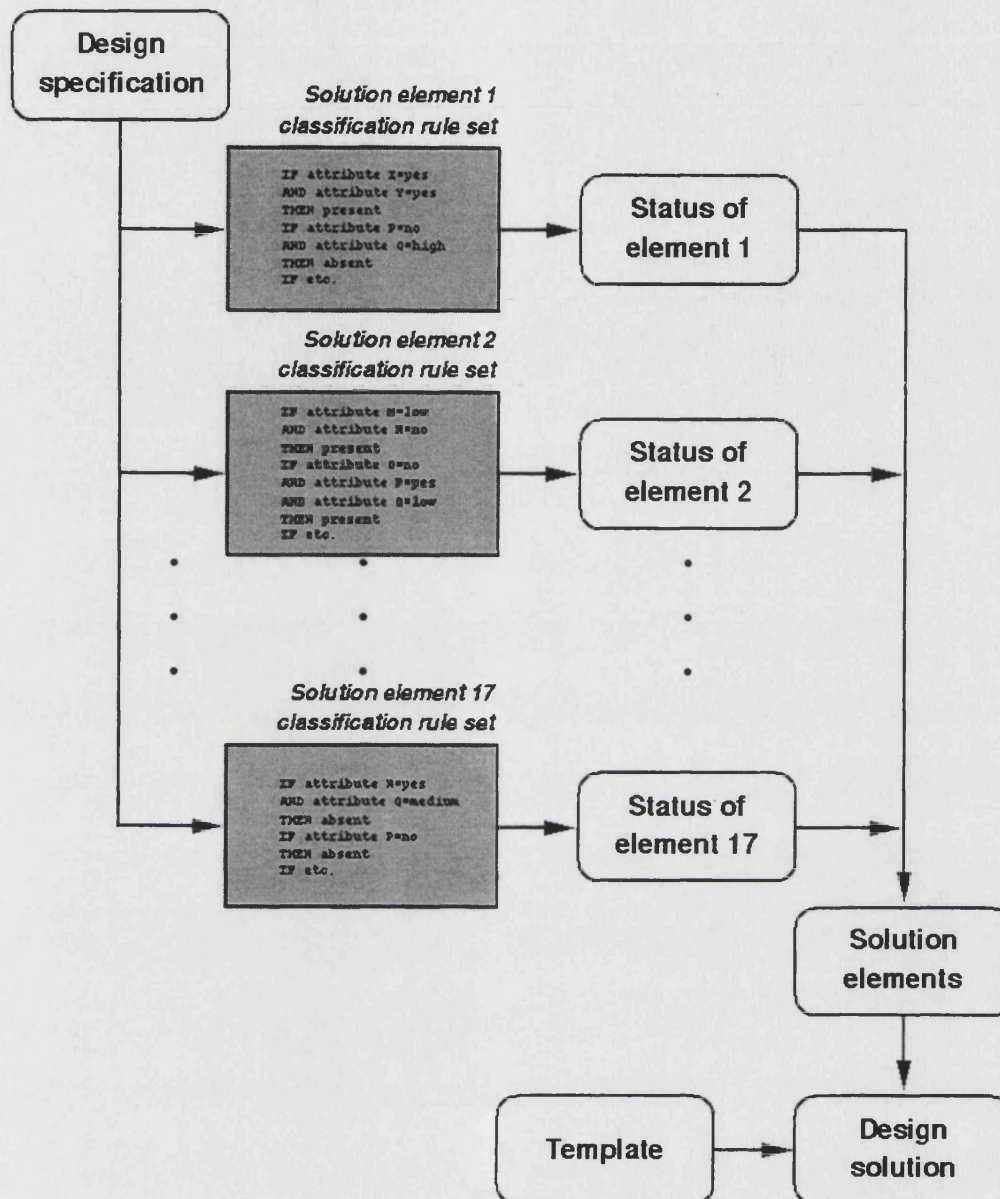 Design
specification
Solution element 1
classification rule set
IF attribute X=yes
AND attribute Y=yes
THEN present
IF attribute P=no
AND attribute Q=high
THEN absent
IF etc.
Status of
element 1
Solution element 2
classification rule set
IF attribute M=low
AND attribute N=no
THEN present
IF attribute O=no
AND attribute P=yes
AND attribute Q=low
THEN present
IF etc.
Status of
element 2
Solution element 17
classification rule set
IF attribute N=yes
AND attribute Q=medium
THEN absent
IF attribute P=no
THEN absent
IF etc.
Status of
element 17
Solution
elements
Template
Design
solution